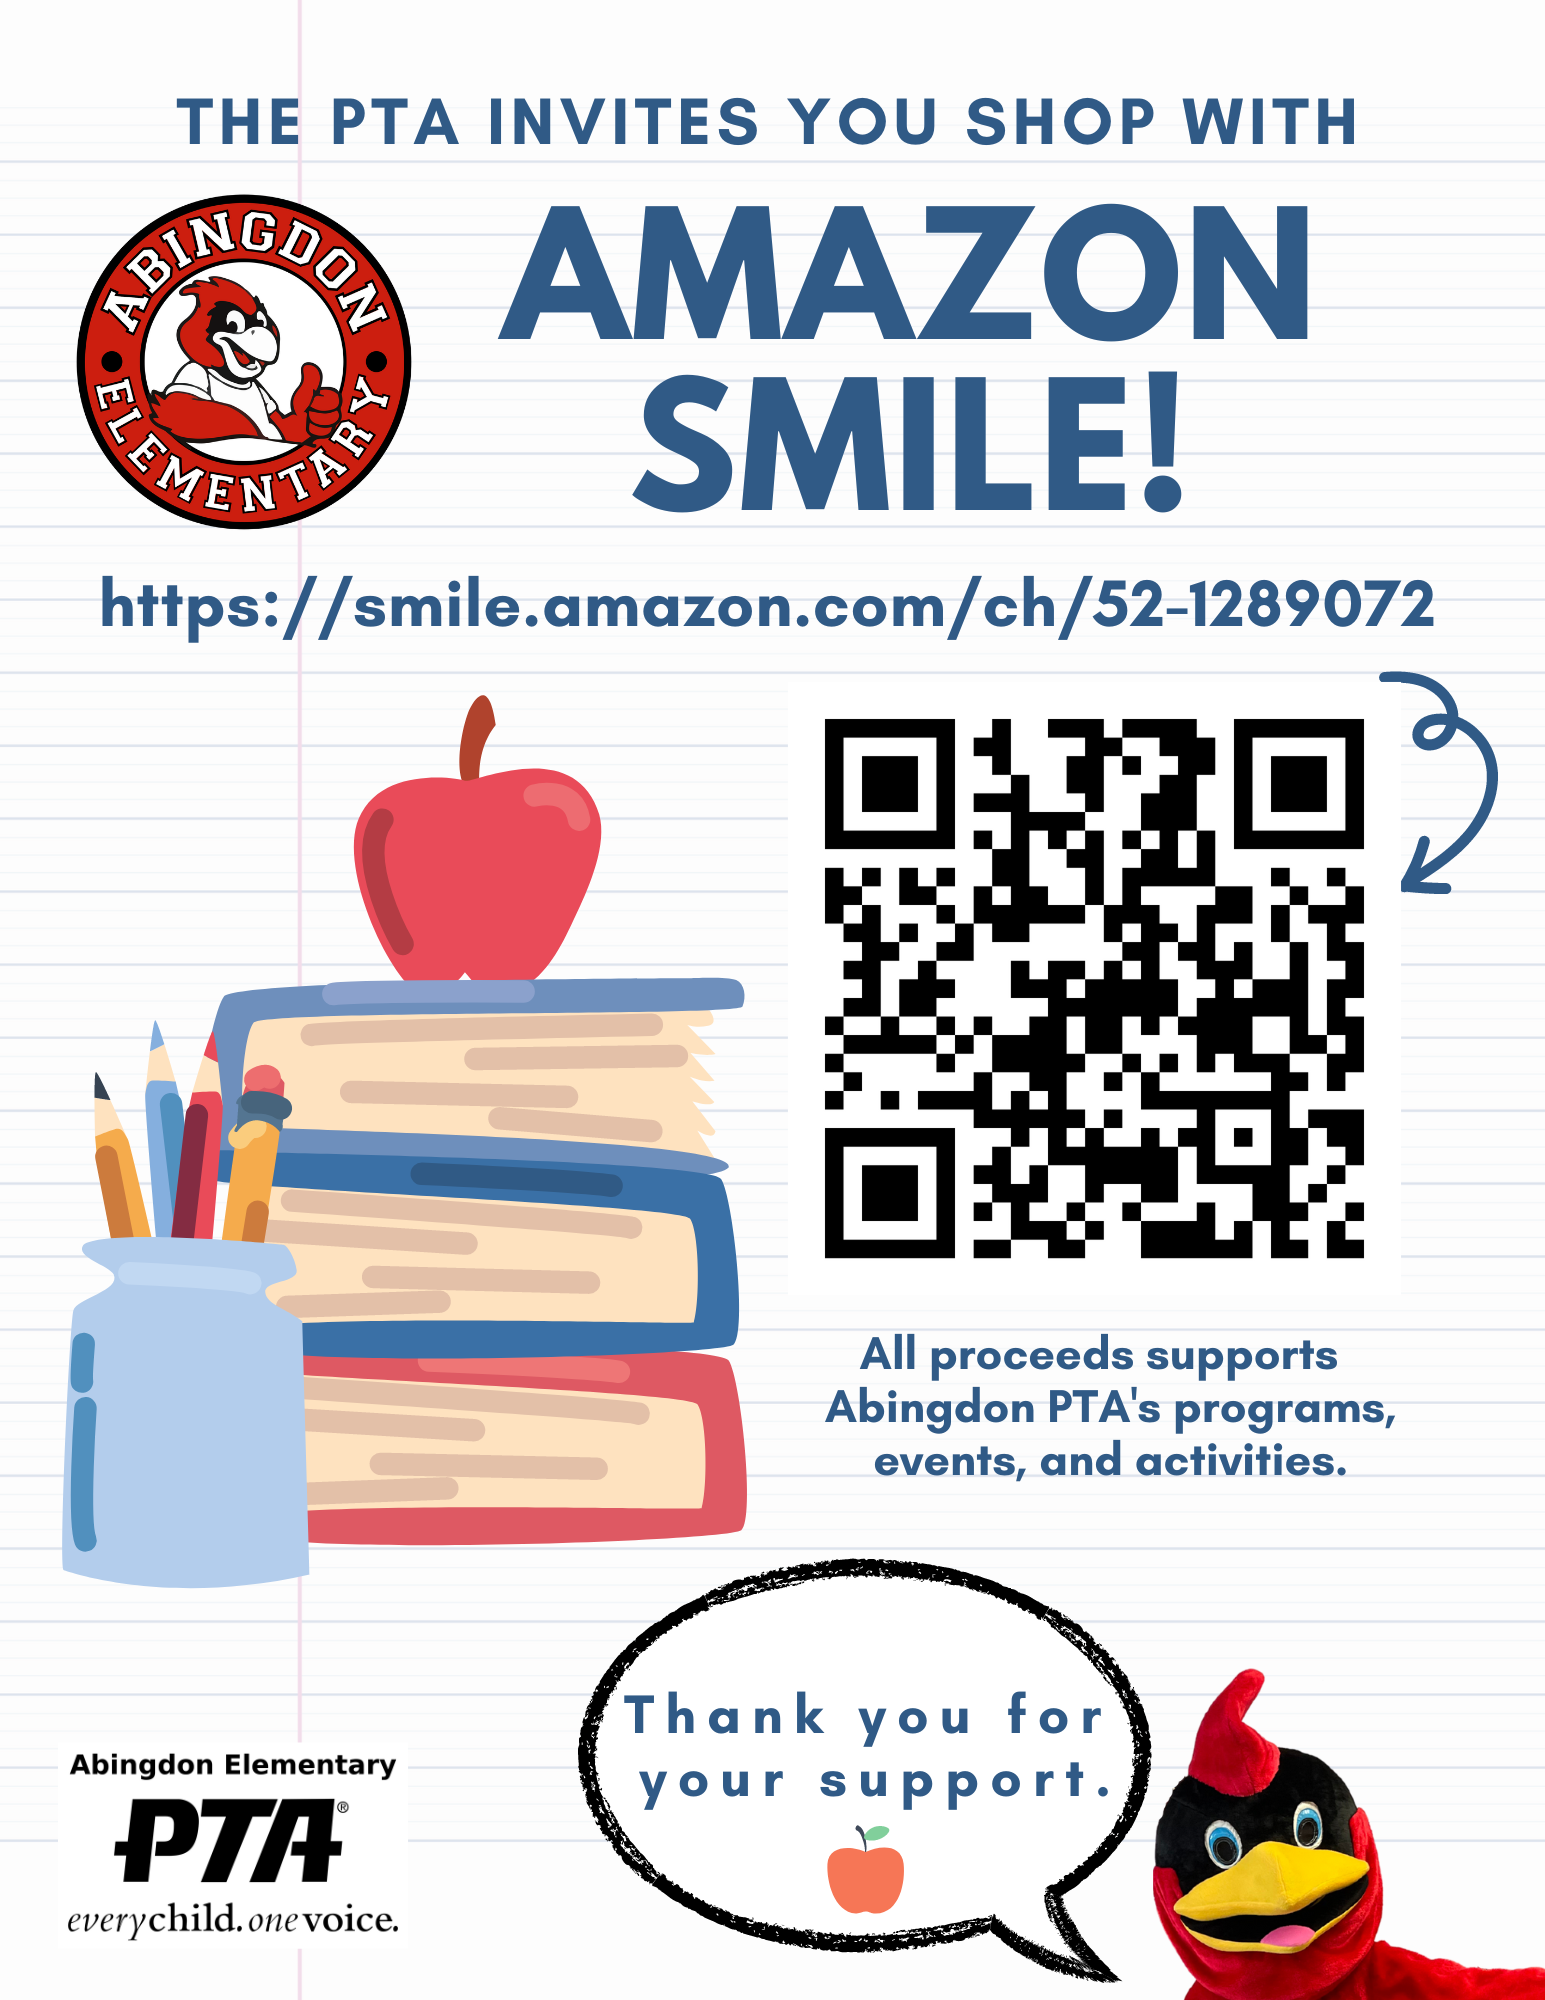 THE PTA INVITES YOU SHOP WITH
ABINGDON
ELEMENTARY
AMAZON
SMILE!
https://smile.amazon.com/ch/52-1289072
All proceeds supports
Abingdon PTA's programs,
events, and activities.
Thank you for
your support.
Abingdon Elementary
PTA®
everychild. onevoice.